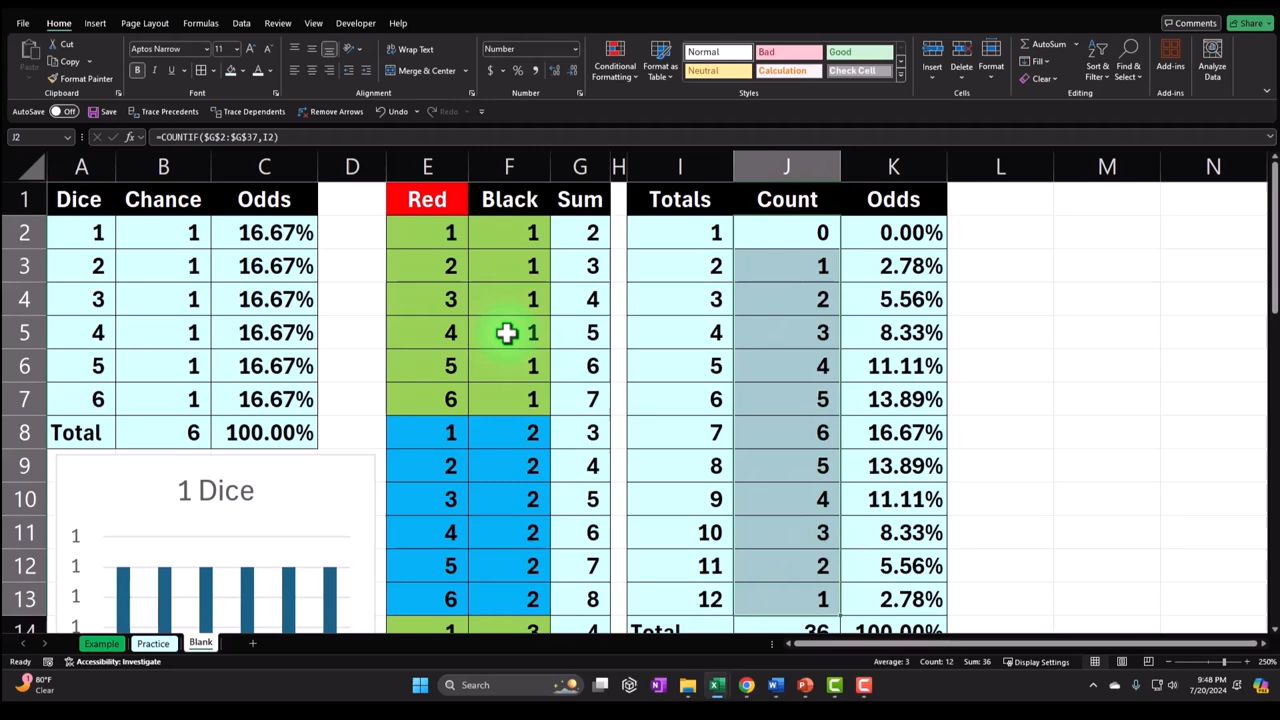 File Home Insert Page Layout Formulas Data Review View Developer Help Comments Share
Cut Copy Format Painter Paste Clipboard
Aptos Narrow 11 B I U Font
Wrap Text Merge & Center Alignment
Number $ % Number
Conditional Formatting Format as Table Normal Bad Good Neutral Calculation Check Cell Styles
Insert Delete Format Cells
AutoSum Fill Clear Sort & Filter Find & Select Editing
Add-ins Add-ins Analyze Data
AutoSave Off Save Trace Precedents Trace Dependents Remove Arrows Undo Redo
J2 fx =COUNTIF($G$2:$G$37,I2)
A B C D E F G H I J K L M N
1 Dice Chance Odds Red Black Sum Totals Count Odds
2 1 1 16.67% 1 1 2 1 0 0.00%
3 2 1 16.67% 2 1 3 2 1 2.78%
4 3 1 16.67% 3 1 4 3 2 5.56%
5 4 1 16.67% 4 1 5 4 3 8.33%
6 5 1 16.67% 5 1 6 5 4 11.11%
7 6 1 16.67% 6 1 7 6 5 13.89%
8 Total 6 100.00% 1 2 3 7 6 16.67%
9 2 2 4 8 5 13.89%
10 3 2 5 9 4 11.11%
11 4 2 6 10 3 8.33%
12 5 2 7 11 2 5.56%
13 6 2 8 12 1 2.78%
14 1 3 4 Total 36 100.00%
1 Dice
1
1
1
1
Example Practice Blank
Ready Accessibility: Investigate Average: 3 Count: 12 Sum: 36 Display Settings 250%
80°F Clear Search 9:48 PM 7/20/2024